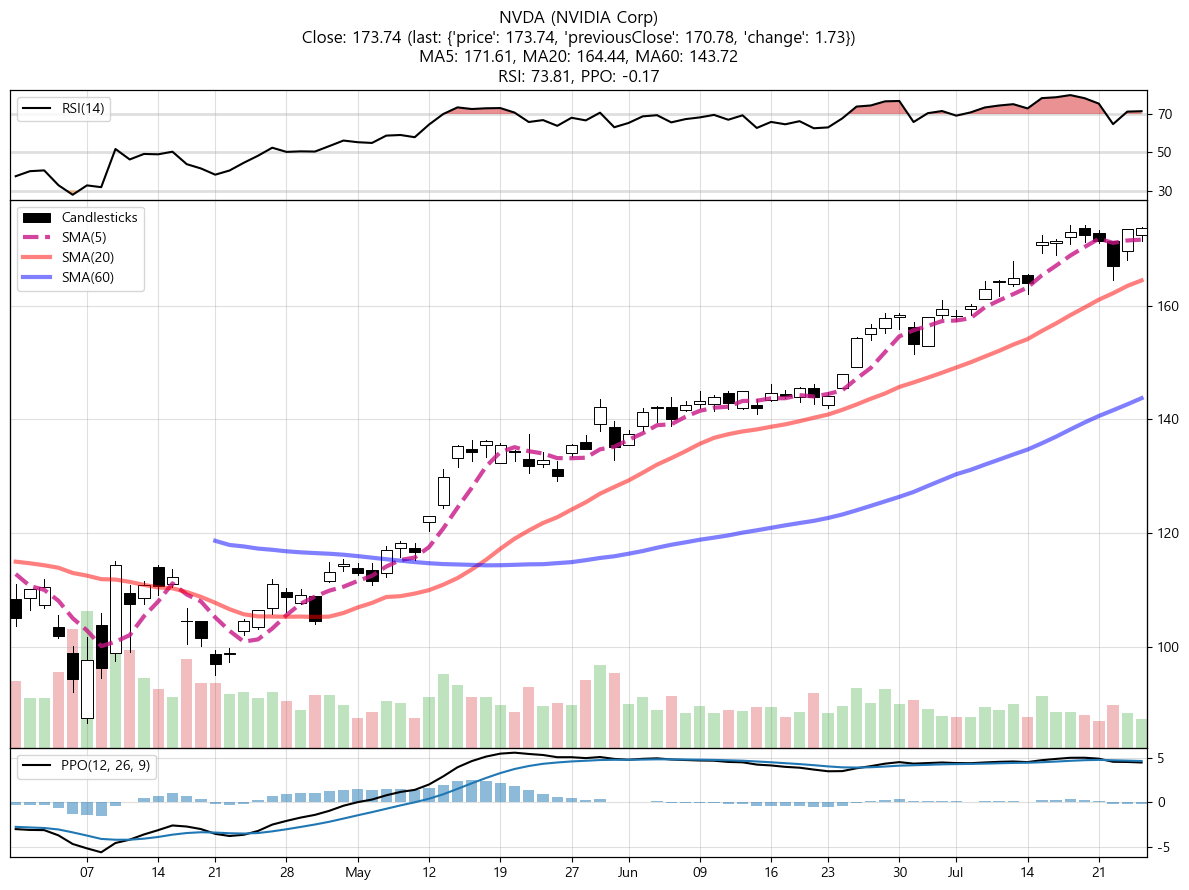 NVDA (NVIDIA Corp)
Close: 173.74 (last: {'price': 173.74, 'previousClose': 170.78, 'change': 1.73})
MA5: 171.61, MA20: 164.44, MA60: 143.72
RSI: 73.81, PPO: -0.17
RSI(14)
70
50
30
Candlesticks
SMA(5)
SMA(20)
SMA(60)
160
140
120
100
PPO(12, 26, 9)
5
0
-5
07 14 21 28 May 12 19 27 Jun 09 16 23 30 Jul 14 21